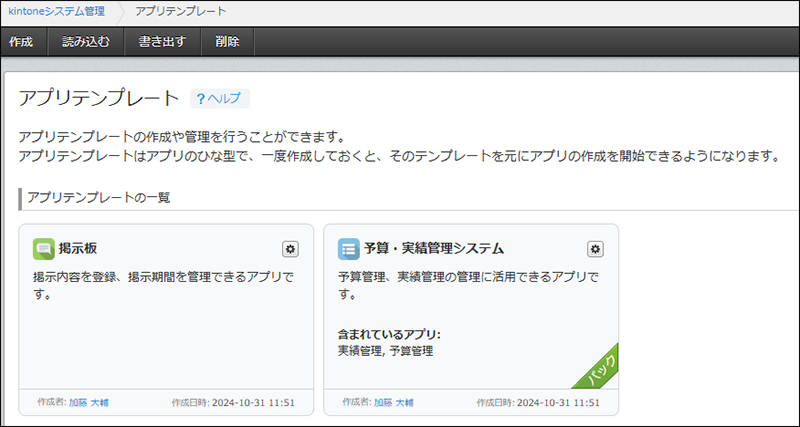 kintoneシステム管理 アプリテンプレート
作成 読み込む 書き出す 削除
アプリテンプレート ?ヘルプ
アプリテンプレートの作成や管理を行うことができます。
アプリテンプレートはアプリのひな型で、一度作成しておくと、そのテンプレートを元にアプリの作成を開始できるようになります。
アプリテンプレートの一覧
掲示板
掲示内容を登録、掲示期間を管理できるアプリで
す。
作成者: 加藤 大輔 作成日時: 2024-10-31 11:51
予算・実績管理システム
予算管理、実績管理の管理に活用できるアプリで
す。
含まれているアプリ:
実績管理, 予算管理
パック
作成者: 加藤 大輔 作成日時: 2024-10-31 11:51